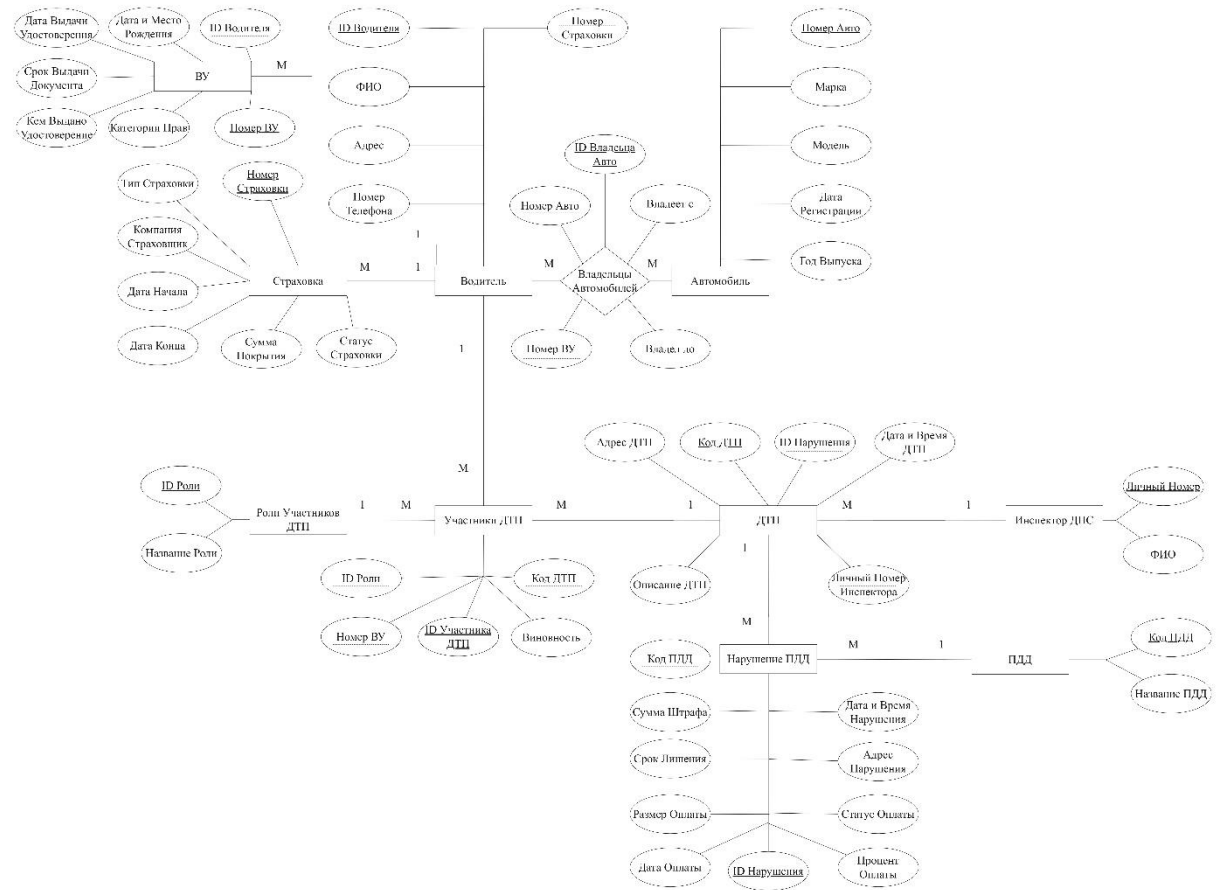 Дата Выдачи
Удостоверения
Дата и Место
Рождения
ID Водителя
ВУ
М
Срок Выдачи
Документа
Кем Выдано
Удостоверение
Категории Прав
Номер ВУ
ID Водителя
Номер
Страховки
ФИО
Адрес
Номер
Телефона
Номер Авто
Марка
Модель
Дата
Регистрации
Год Выпуска
Тип Страховки
Номер
Страховки
Компания
Страховщик
Дата Начала
Дата Конца
Сумма
Покрытия
Статус
Страховки
Страховка
М
1
1
Водитель
М
ID Владельца
Авто
Номер Авто
Владеет с
Владельцы
Автомобилей
М
Автомобиль
Номер ВУ
Владел до
1
М
ID Роли
Название Роли
Роли Участников
ДТП
1
М
Участники ДТП
М
1
ID Роли
Код ДТП
Номер ВУ
ID Участника
ДТП
Виновность
Адрес ДТП
Код ДТП
ID Нарушения
Дата и Время
ДТП
ДТП
М
1
Инспектор ДПС
Личный Номер
ФИО
Описание ДТП
1
Личный Номер
Инспектора
М
Код ПДД
Нарушение ПДД
М
1
ПДД
Код ПДД
Название ПДД
Сумма Штрафа
Дата и Время
Нарушения
Срок Лишения
Адрес
Нарушения
Размер Оплаты
Статус Оплаты
Дата Оплаты
ID Нарушения
Процент
Оплаты